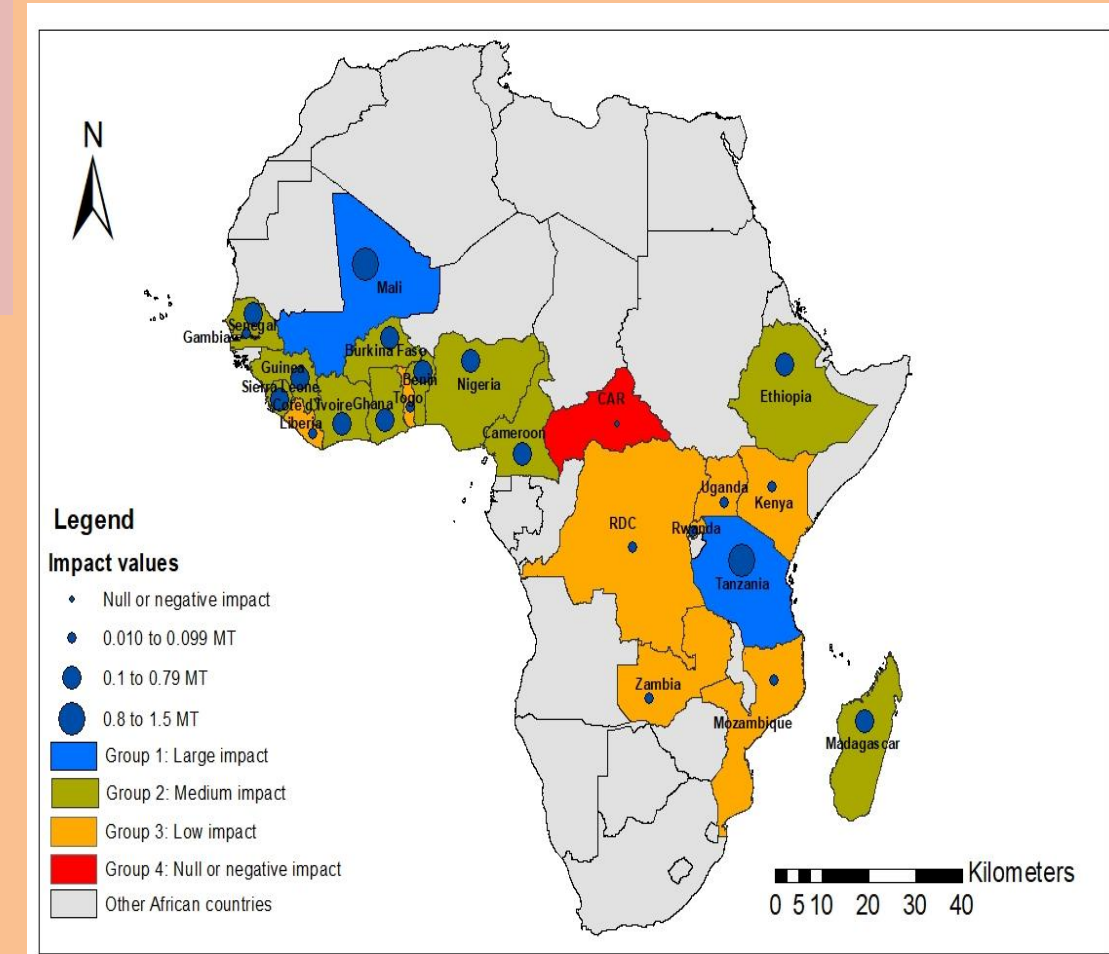 N
Mali
Senegal
Gambia
Burkina Faso
Guinea
Benin
Nigeria
Sierra Leone
Togo
Cote d'Ivoire
Ghana
Liberia
Cameroon
CAR
Ethiopia
Uganda
Kenya
RDC
Rwanda
Tanzania
Zambia
Mozambique
Madagascar
Legend
Impact values
Null or negative impact
0.010 to 0.099 MT
0.1 to 0.79 MT
0.8 to 1.5 MT
Group 1: Large impact
Group 2: Medium impact
Group 3: Low impact
Group 4: Null or negative impact
Other African countries
Kilometers
0 5 10 20 30 40